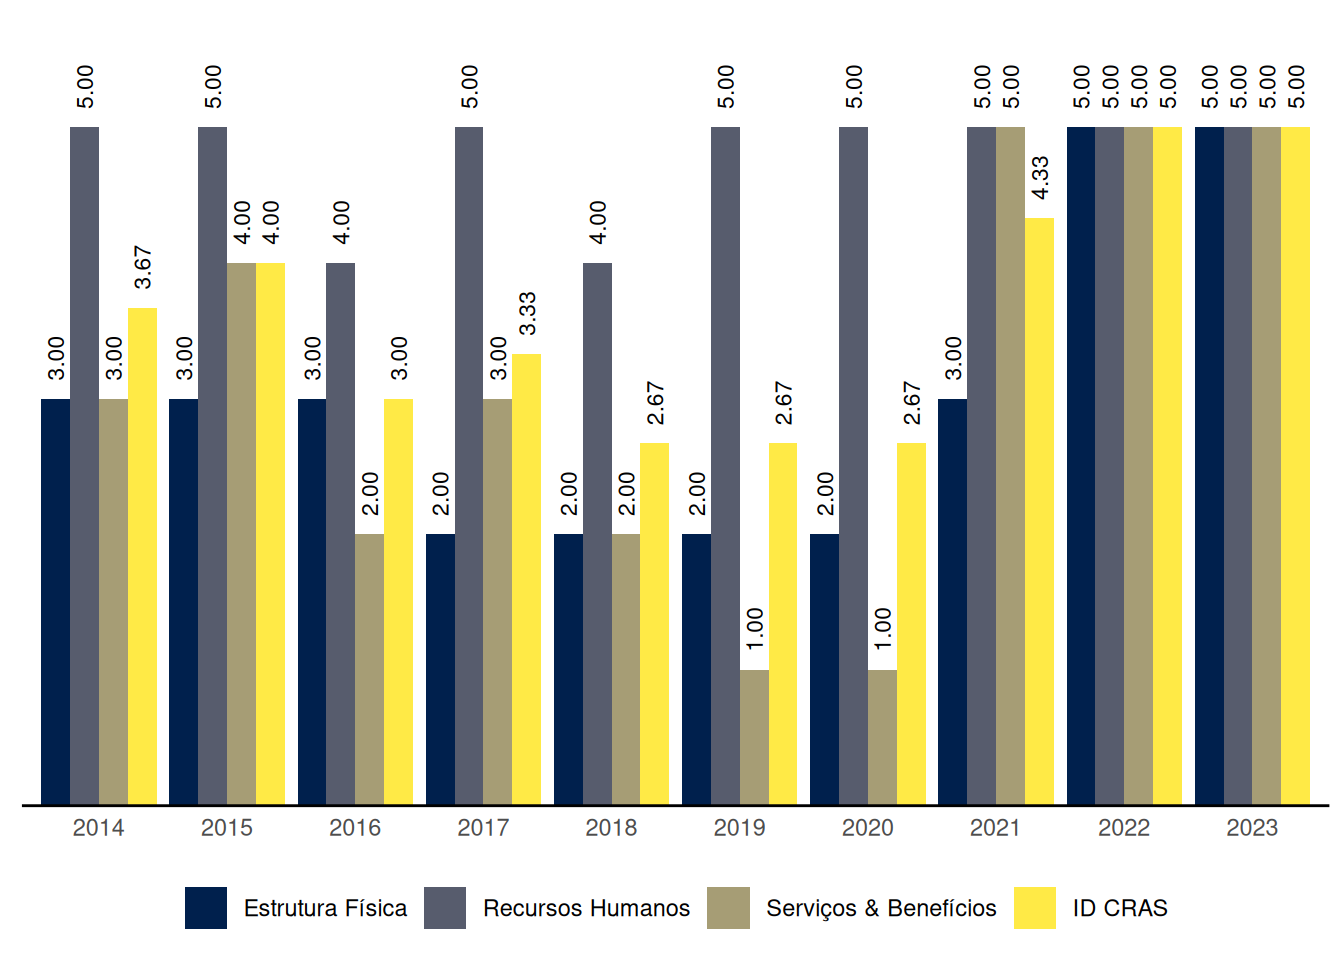 5.00 5.00 5.00 5.00 5.00 5.00 5.00 5.00 5.00 5.00 5.00 5.00 5.00 5.00 5.00
4.33
4.00 4.00 4.00 4.00
3.67
3.33
3.00 3.00 3.00 3.00 3.00 3.00 3.00
2.67 2.67 2.67
2.00 2.00 2.00 2.00 2.00 2.00
1.00 1.00
2014 2015 2016 2017 2018 2019 2020 2021 2022 2023
Estrutura Física Recursos Humanos Serviços & Benefícios ID CRAS